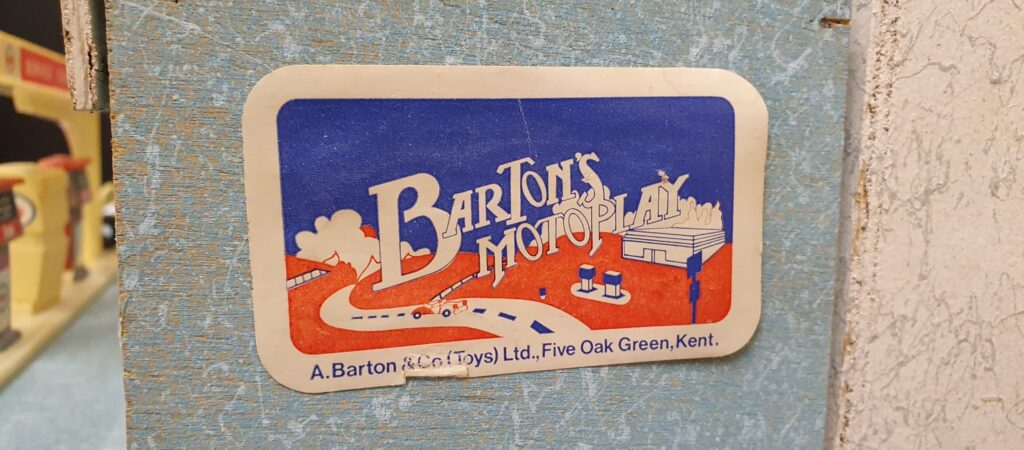 BARTON'S
MOTOPLAY
A.Barton & Co (Toys) Ltd., Five Oak Green, Kent.